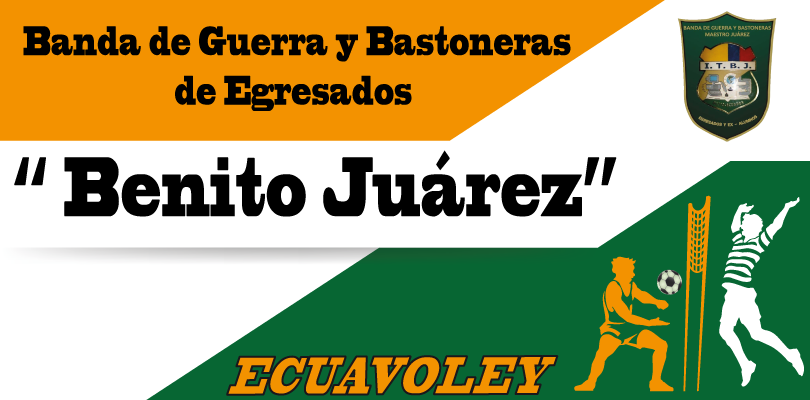 Banda de Guerra y Bastoneras
de Egresados
“ Benito Juárez”
BANDA DE GUERRA Y BASTONERAS
MAESTRO JUÁREZ
I. T. B. J.
EGRESADOS Y EX - ALUMNOS
ECUAVOLEY